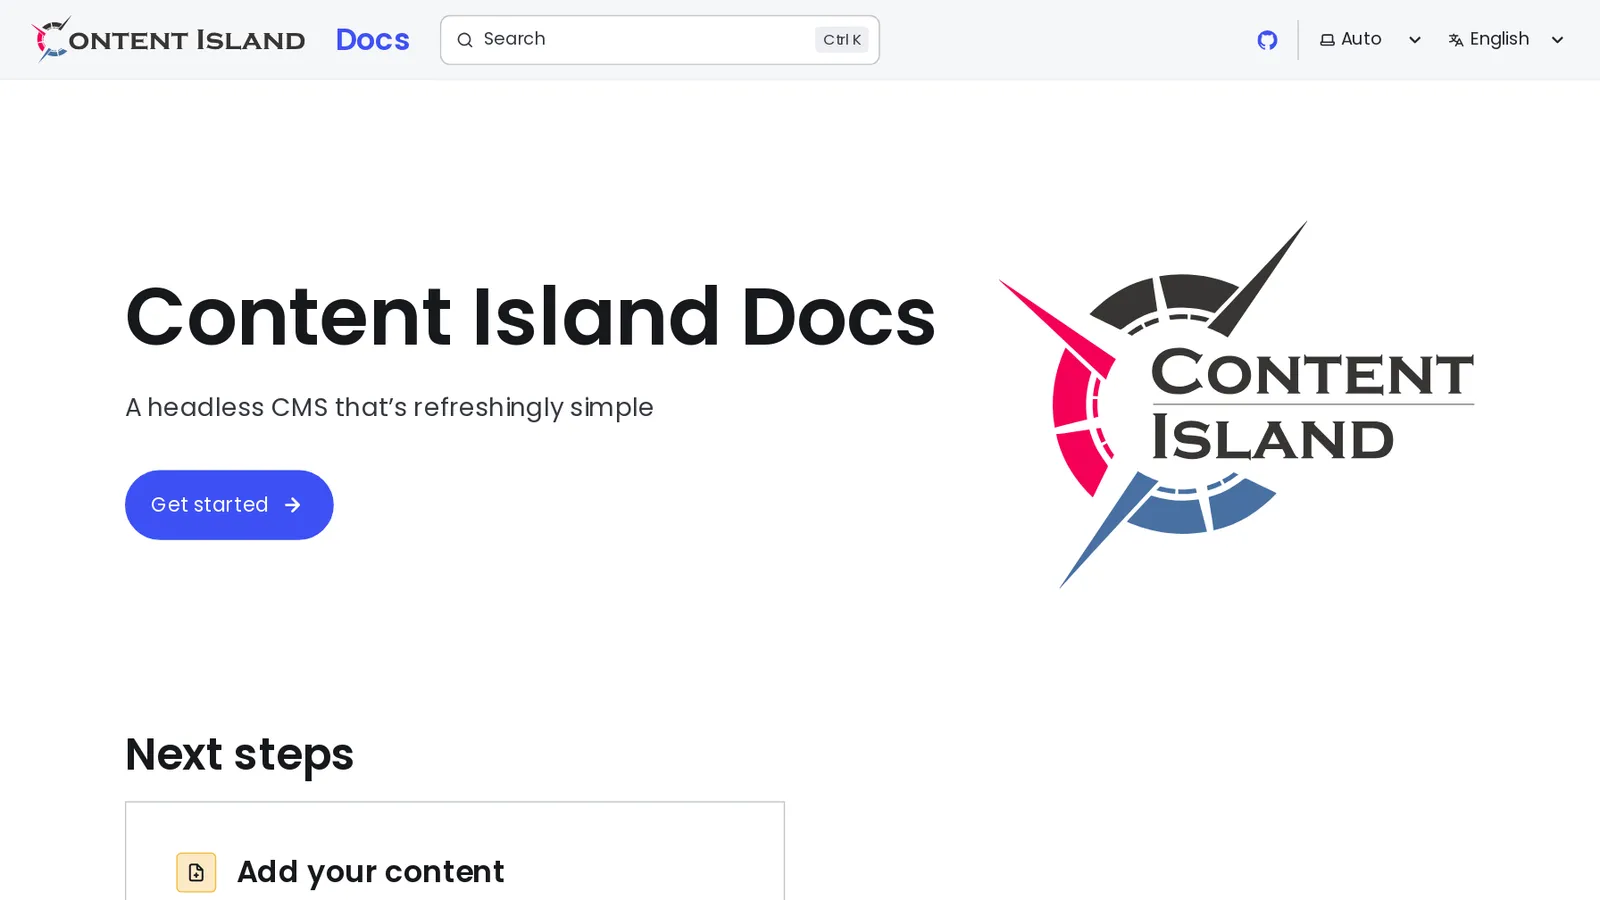 CONTENT ISLAND Docs Search Ctrl K Auto English
Content Island Docs
A headless CMS that’s refreshingly simple
Get started
CONTENT
ISLAND
Next steps
Add your content